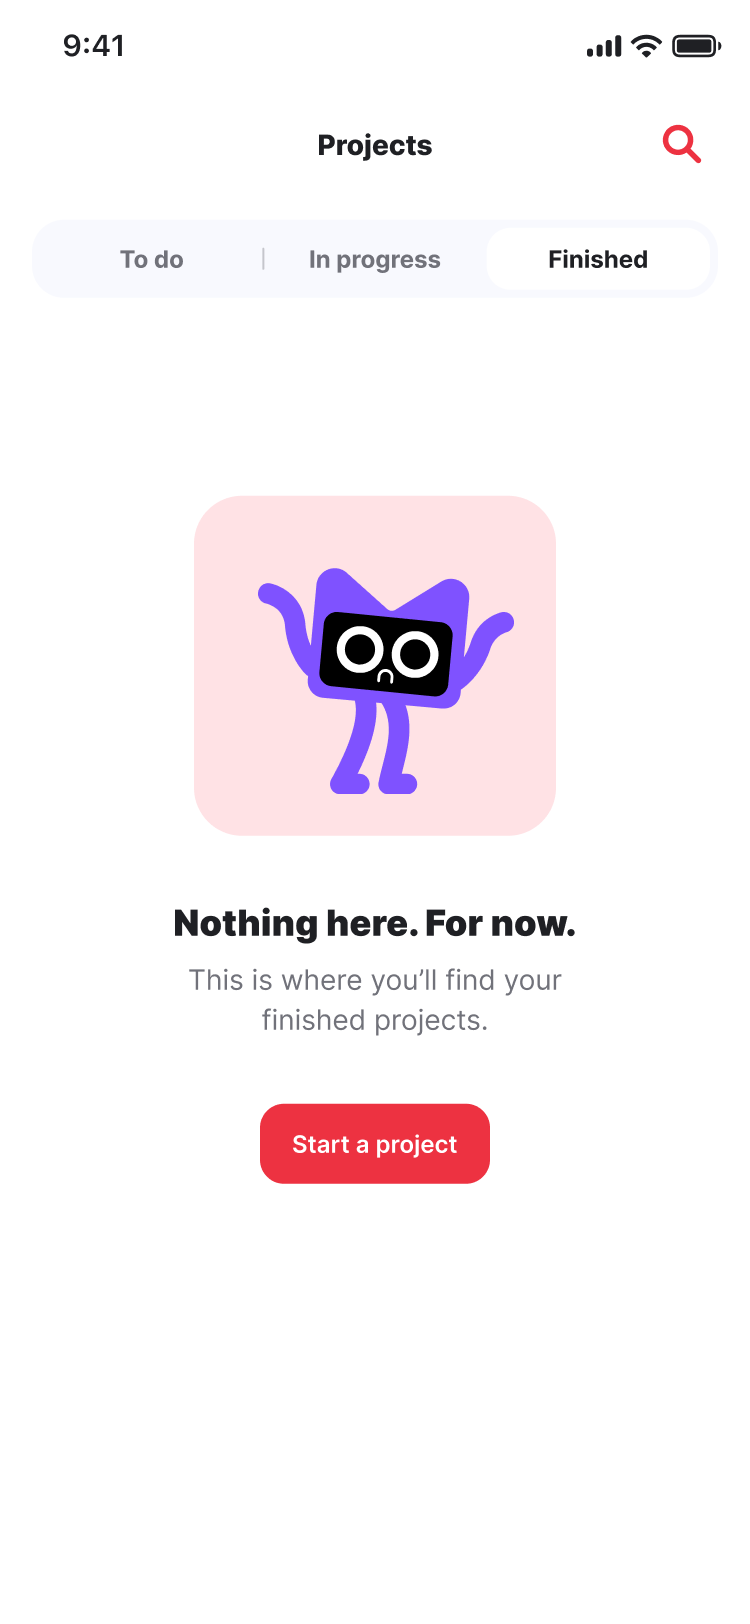 9:41
Projects
To do
In progress
Finished
Nothing here. For now.
This is where you’ll find your
finished projects.
Start a project